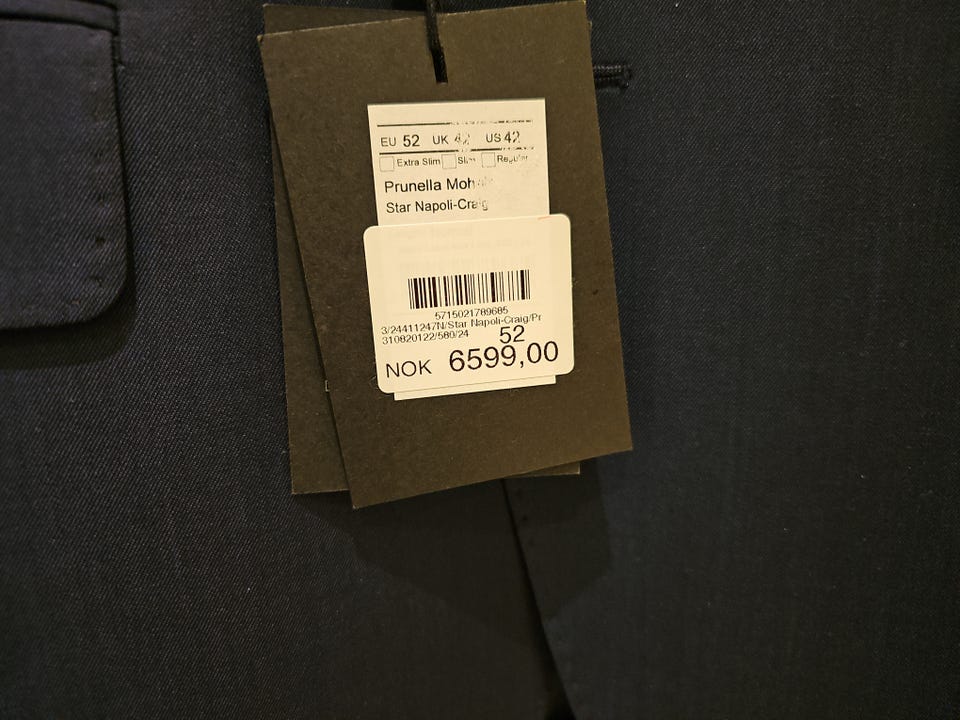 EU 52 UK 42 US 42
Extra Slim Slim Regular
Prunella
Star Napoli-Craig
5715021789685
3/24411247N/Star Napoli-Craig/Pr
310820122/580/24 52
NOK 6599,00